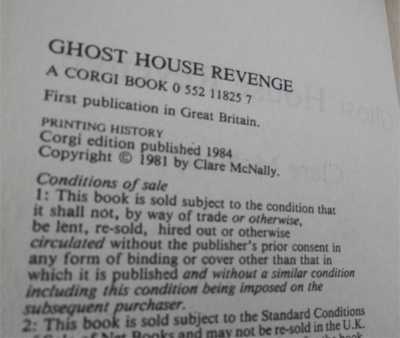 GHOST HOUSE REVENGE
A CORGI BOOK 0 552 11825 7
First publication in Great Britain.
PRINTING HISTORY
Corgi edition published 1984
Copyright © 1981 by Clare McNally.
Conditions of sale
1: This book is sold subject to the condition that
it shall not, by way of trade or otherwise,
be lent, re-sold, hired out or otherwise
circulated without the publisher's prior consent in
any form of binding or cover other than that in
which it is published and without a similar condition
including this condition being imposed on the
subsequent purchaser.
2: This book is sold subject to the Standard Conditions
of Sale of Net Books and may not be re-sold in the U.K.